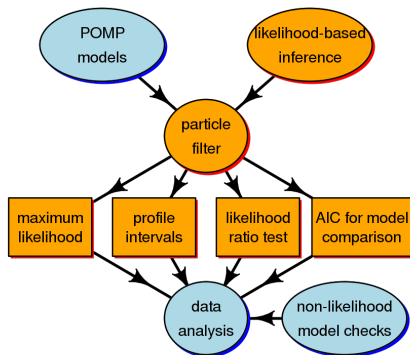 POMP
models
likelihood-based
inference
particle
filter
maximum
likelihood
profile
intervals
likelihood
ratio test
AIC for model
comparison
data
analysis
non-likelihood
model checks